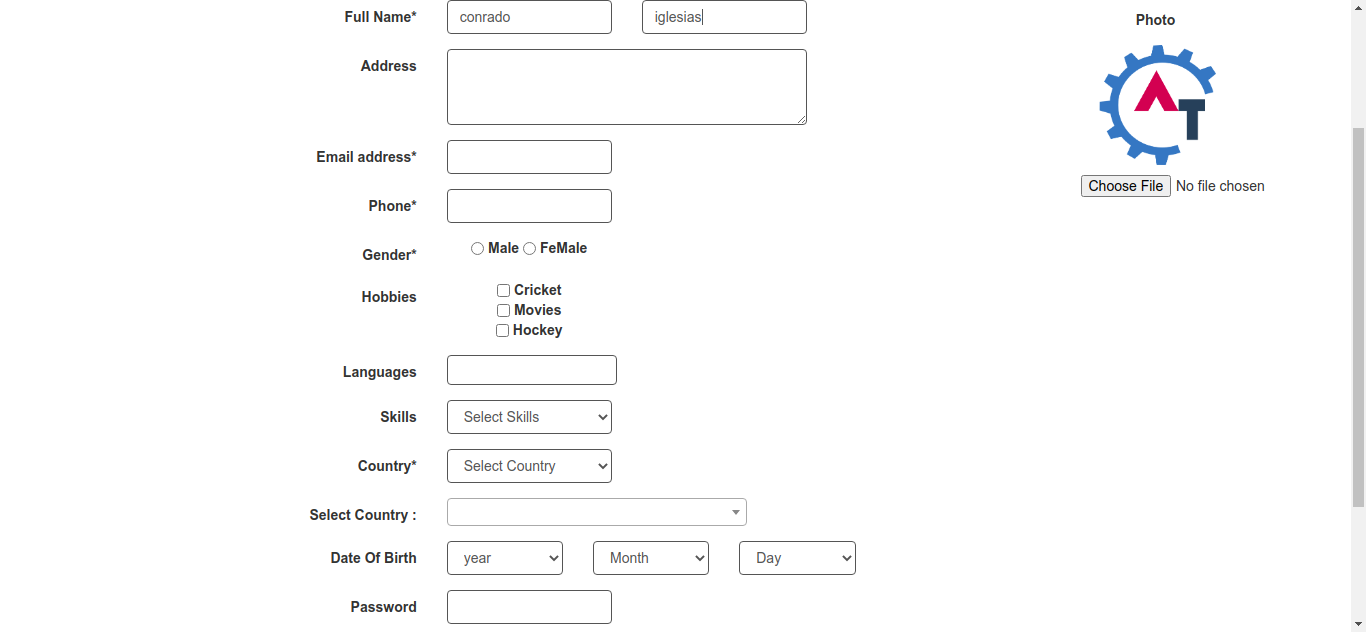 Full Name* conrado iglesias
Photo
Address
AT
Email address*
Choose File No file chosen
Phone*
Gender* Male FeMale
Hobbies Cricket
Movies
Hockey
Languages
Skills Select Skills
Country* Select Country
Select Country :
Date Of Birth year Month Day
Password